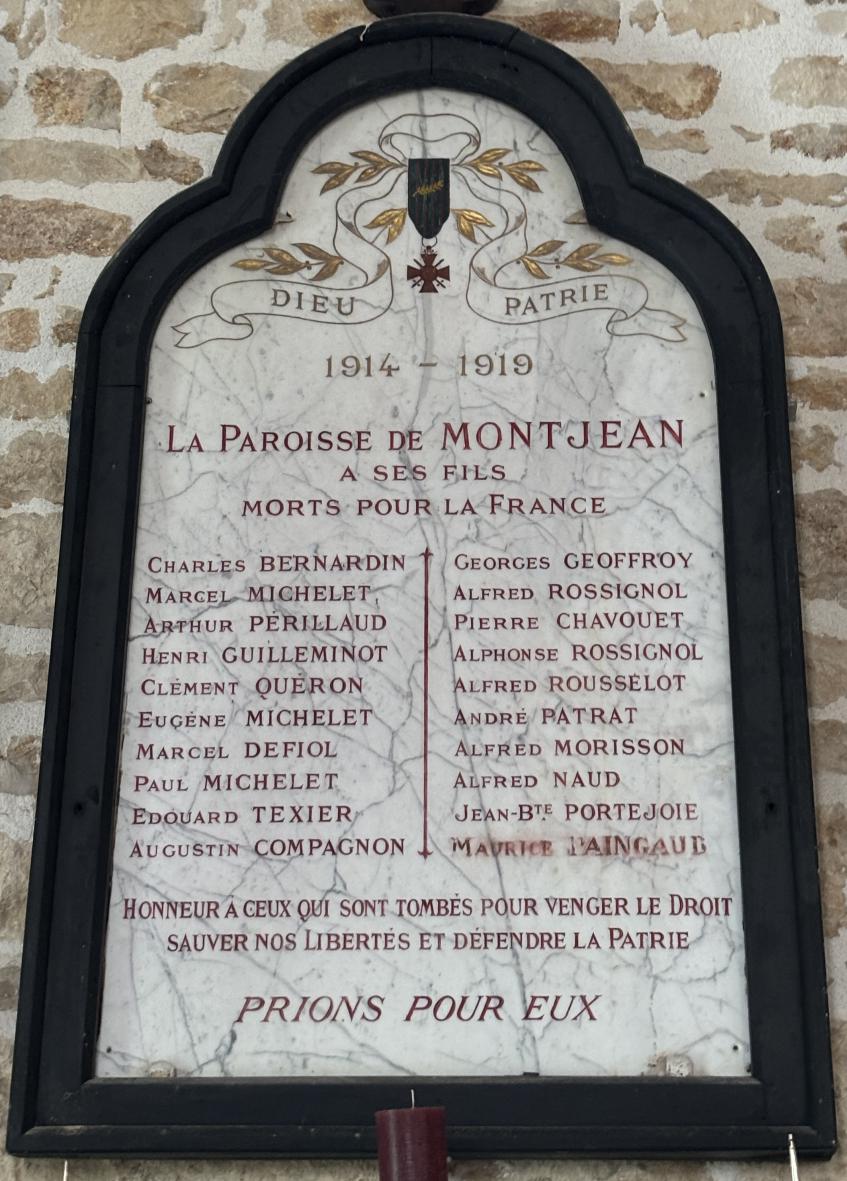 DIEU PATRIE
1914 - 1919
LA PAROISSE DE MONTJEAN
A SES FILS
MORTS POUR LA FRANCE
CHARLES BERNARDIN
MARCEL MICHELET
ARTHUR PÉRILLAUD
HENRI GUILLEMINOT
CLÉMENT QUÉRON
EUGÉNE MICHELET
MARCEL DEFIOL
PAUL MICHELET
EDOUARD TEXIER
AUGUSTIN COMPAGNON
GEORGES GEOFFROY
ALFRED ROSSIGNOL
PIERRE CHAVOUET
ALPHONSE ROSSIGNOL
ALFRED ROUSSELOT
ANDRÉ PATRAT
ALFRED MORISSON
ALFRED NAUD
JEAN-BTE PORTEJOIE
MAURICE PAINGAUD
HONNEUR A CEUX QUI SONT TOMBÉS POUR VENGER LE DROIT
SAUVER NOS LIBERTÉS ET DÉFENDRE LA PATRIE
PRIONS POUR EUX